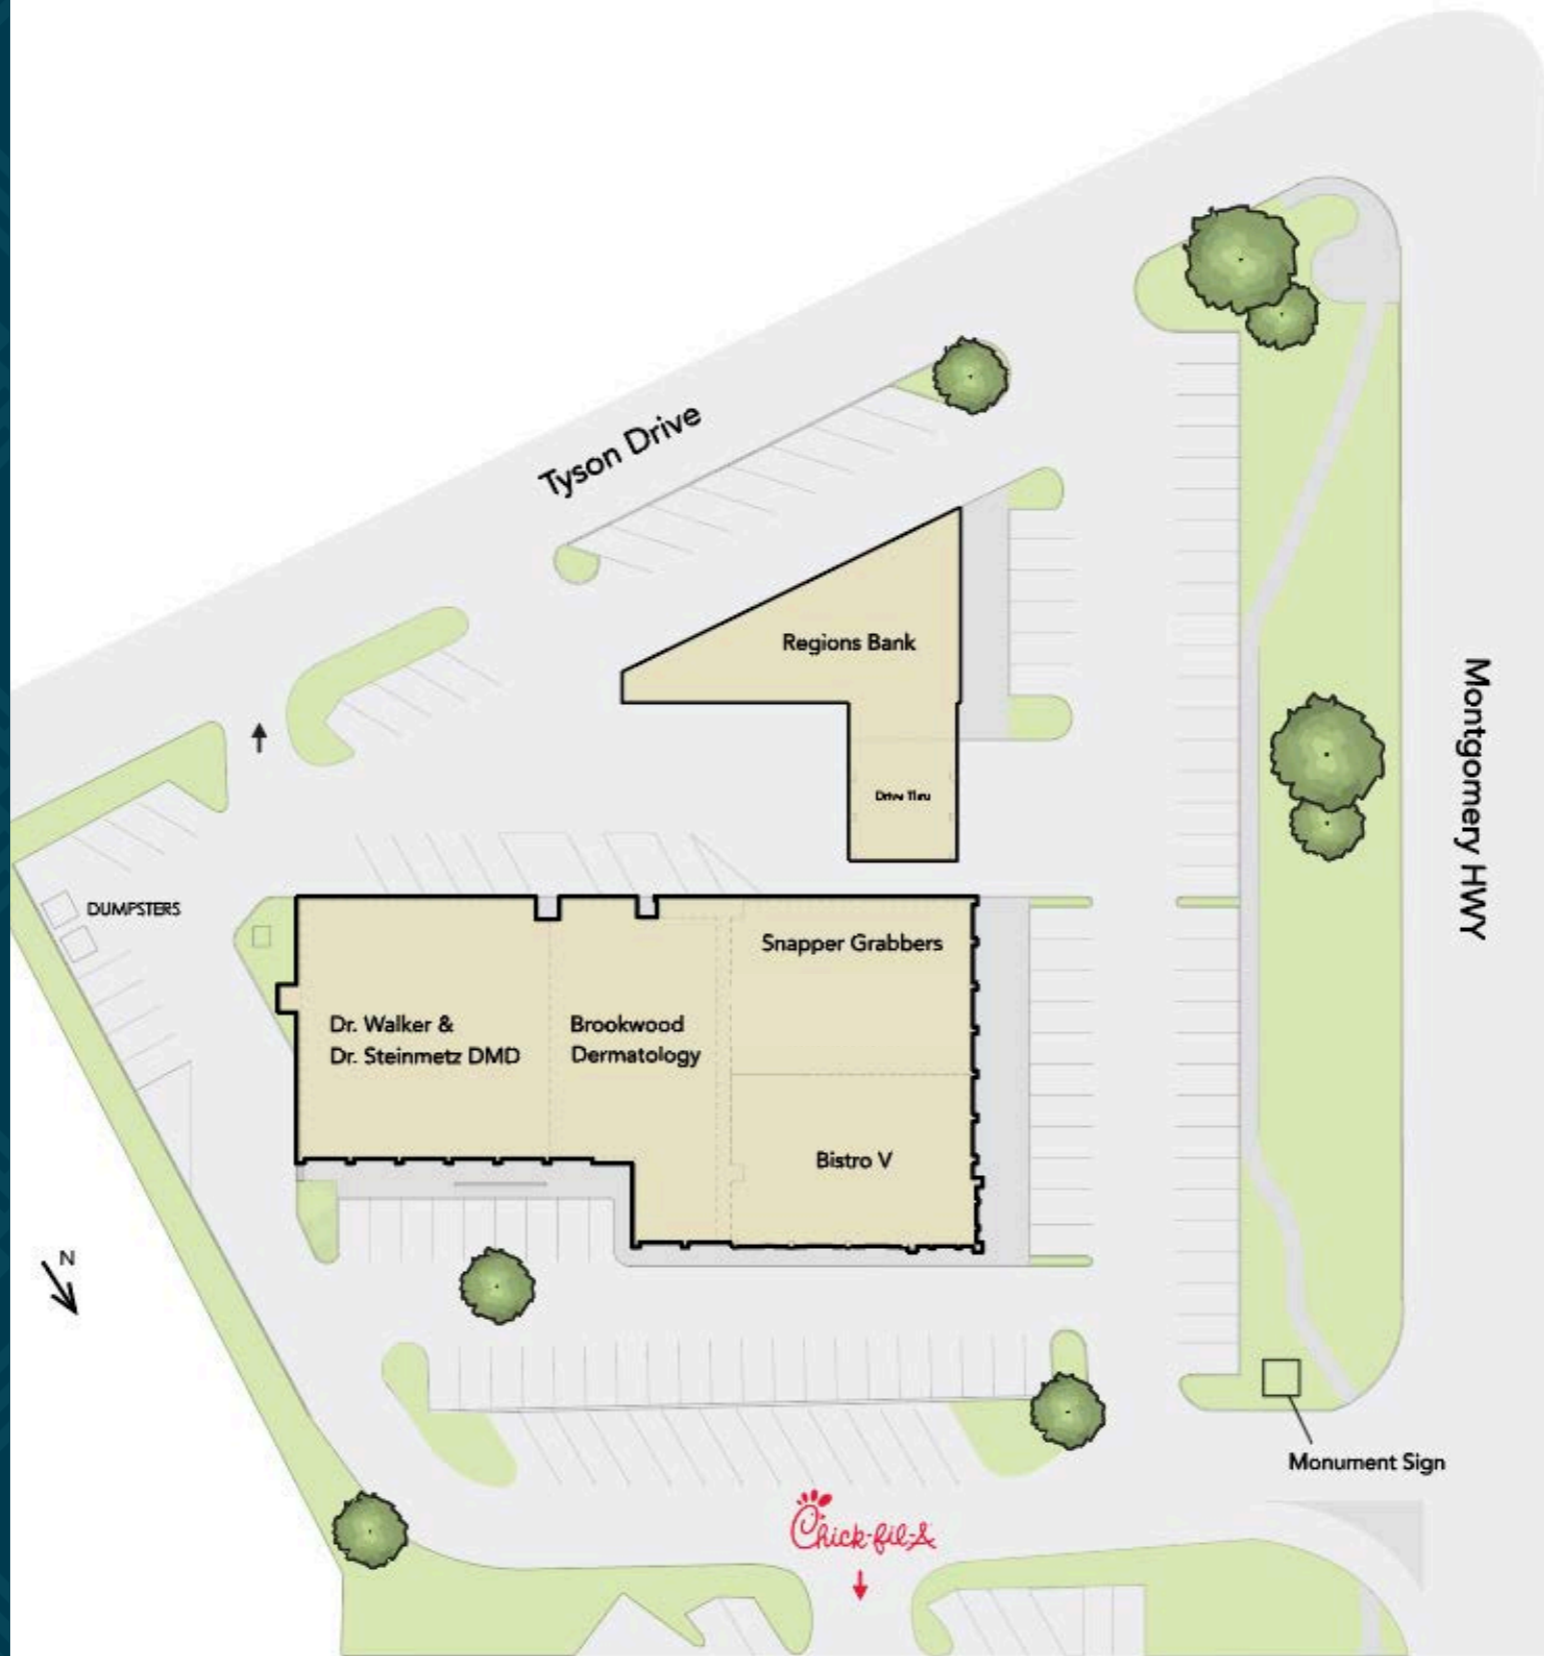 Tyson Drive
Regions Bank
Montgomery HWY
Drive Thru
DUMPSTERS
Snapper Grabbers
Dr. Walker &
Dr. Steinmetz DMD
Brookwood
Dermatology
Bistro V
N
Monument Sign
Chick-fil-A